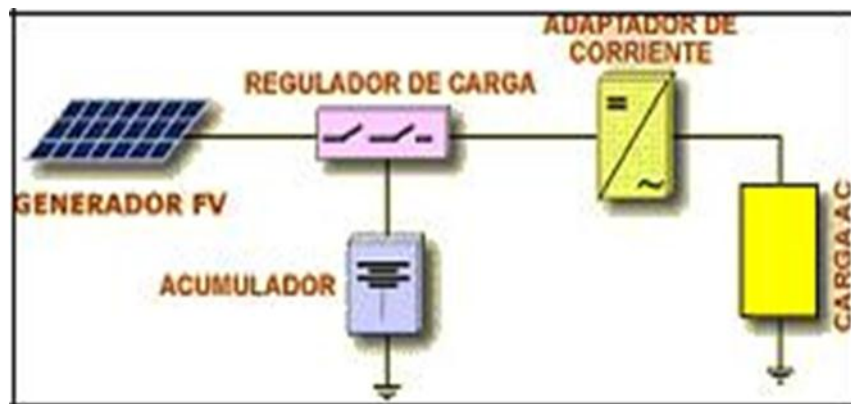 ADAPTADOR DE
CORRIENTE
REGULADOR DE CARGA
GENERADOR FV
ACUMULADOR
CARGA AC